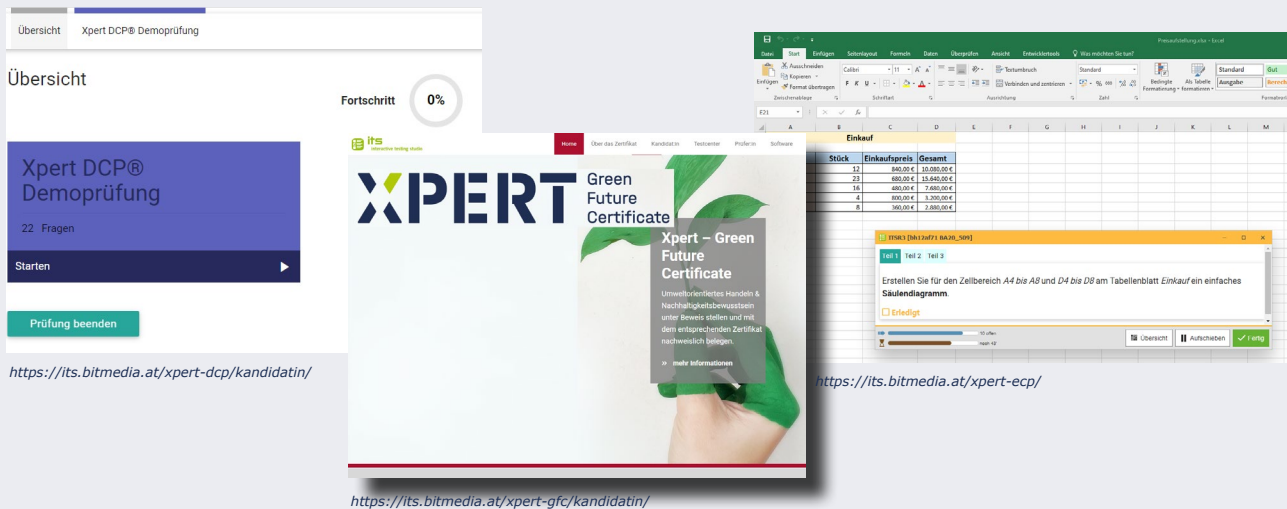 Übersicht Xpert DCP® Demoprüfung
Übersicht
Fortschritt 0%
Xpert DCP®
Demoprüfung
22 Fragen
Starten
Prüfung beenden
https://its.bitmedia.at/xpert-dcp/kandidatin/
its
interactive testing studio
Home Über das Zertifikat Kandidat:in Testcenter Prüfer:in Software
XPERT
Green
Future
Certificate
Xpert – Green
Future
Certificate
Umweltorientiertes Handeln &
Nachhaltigkeitsbewusstsein
unter Beweis stellen und mit
dem entsprechenden Zertifikat
nachweislich belegen.
» mehr Informationen
https://its.bitmedia.at/xpert-gfc/kandidatin/
Preisaufstellung.xlsx - Excel
Datei Start Einfügen Seitenlayout Formeln Daten Überprüfen Ansicht Entwicklertools Was möchten Sie tun?
Einfügen
Ausschneiden
Kopieren
Format übertragen
Zwischenablage
Calibri 11
F K U
Schriftart
Textumbruch
Verbinden und zentrieren
Ausrichtung
Standard
% 000
Zahl
Bedingte
Formatierung
Als Tabelle
formatieren
Standard Gut
Ausgabe
E21
A B C D E F G H I J K L M
Einkauf
Stück Einkaufspreis Gesamt
12 840,00 € 10.080,00 €
23 680,00 € 15.640,00 €
16 480,00 € 7.680,00 €
4 800,00 € 3.200,00 €
8 360,00 € 2.880,00 €
Teil 1 Teil 2 Teil 3
Erstellen Sie für den Zellbereich A4 bis A8 und D4 bis D8 am Tabellenblatt Einkauf ein einfaches
Säulendiagramm.
Erledigt
Übersicht Aufschieben Fertig
https://its.bitmedia.at/xpert-ecp/